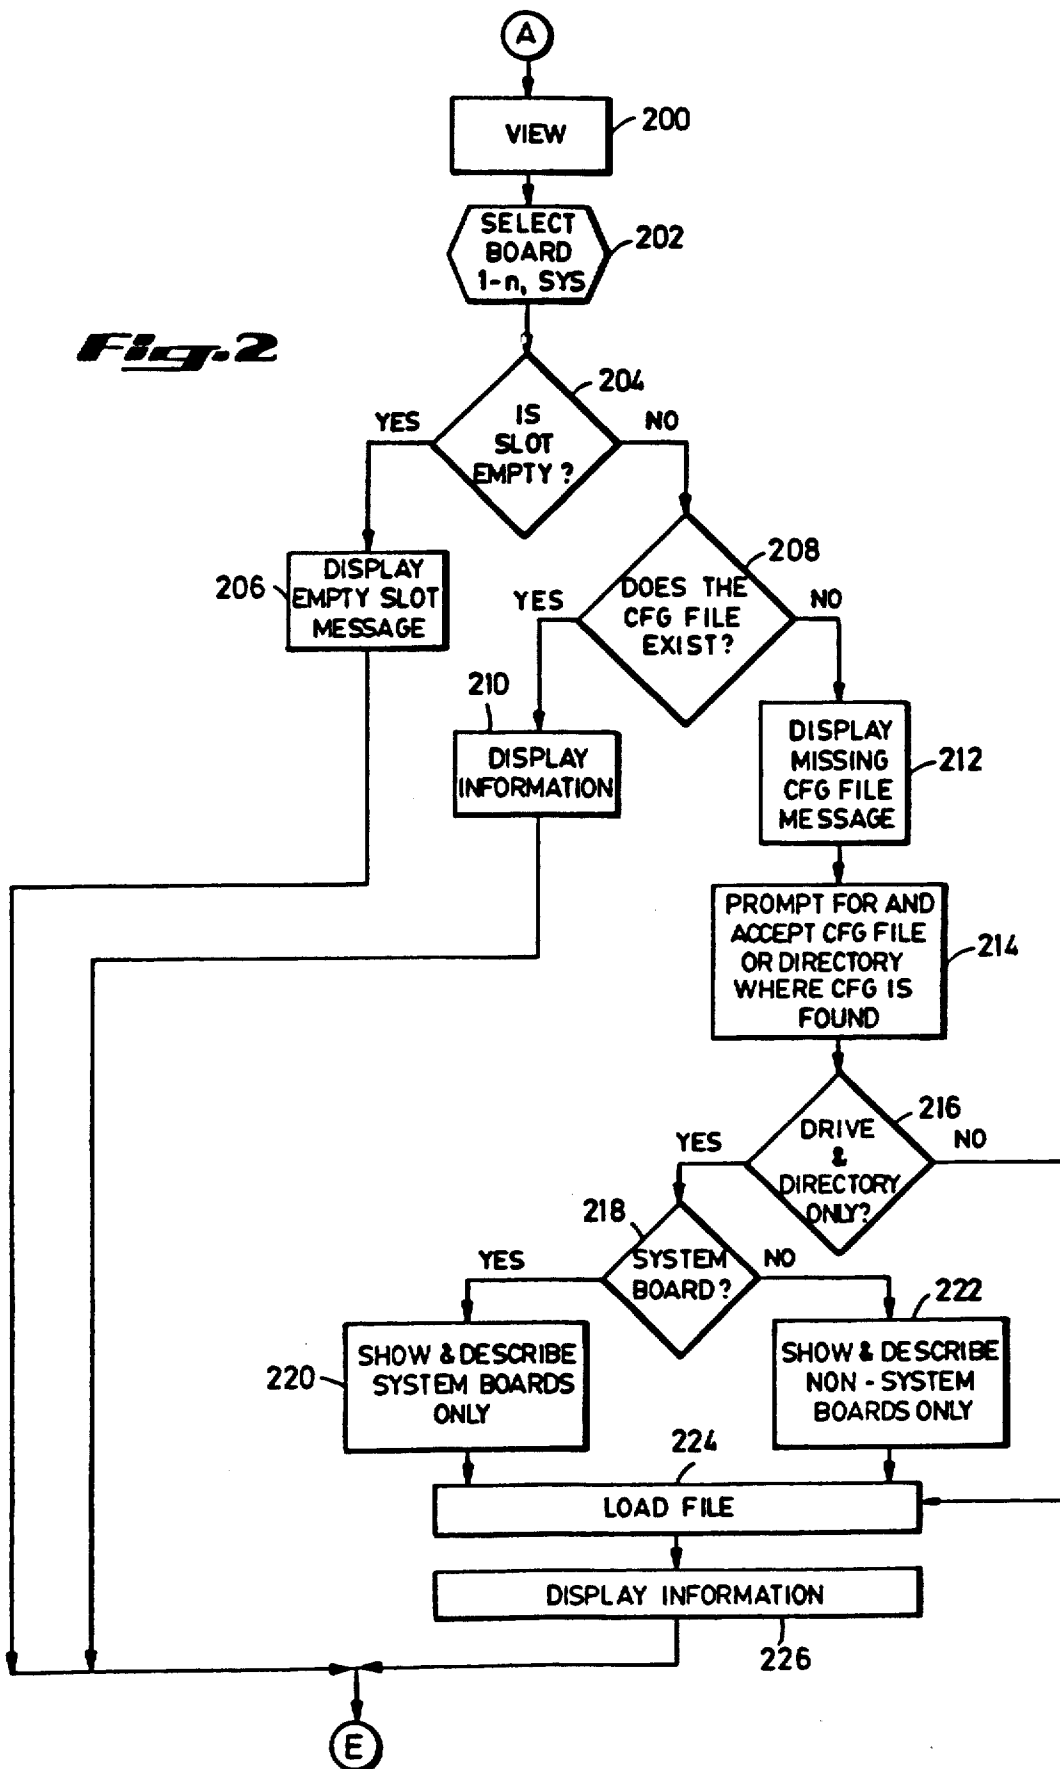 A
VIEW
200
SELECT
BOARD
1-n, SYS
202
Fig.2
204
IS
SLOT
EMPTY?
YES
NO
206
DISPLAY
EMPTY SLOT
MESSAGE
208
DOES THE
CFG FILE
EXIST?
YES
NO
210
DISPLAY
INFORMATION
DISPLAY
MISSING
CFG FILE
MESSAGE
212
PROMPT FOR AND
ACCEPT CFG FILE
OR DIRECTORY
WHERE CFG IS
FOUND
214
216
DRIVE
&
DIRECTORY
ONLY?
YES
NO
218
SYSTEM
BOARD?
YES
NO
220
SHOW & DESCRIBE
SYSTEM BOARDS
ONLY
222
SHOW & DESCRIBE
NON-SYSTEM
BOARDS ONLY
224
LOAD FILE
DISPLAY INFORMATION
226
E